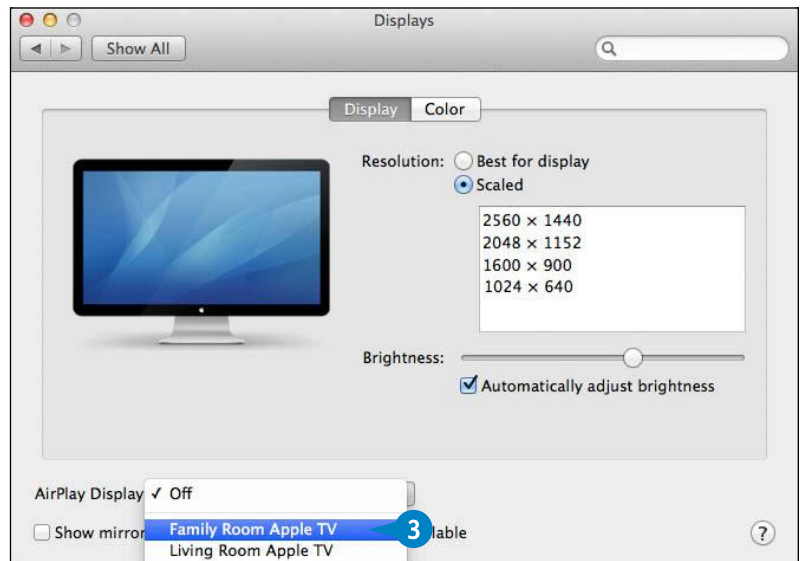 Displays
Show All
Display Color
Resolution: Best for display
Scaled
2560 × 1440
2048 × 1152
1600 × 900
1024 × 640
Brightness:
Automatically adjust brightness
AirPlay Display ✓ Off
Family Room Apple TV 3
Show mirror lable ?
Living Room Apple TV